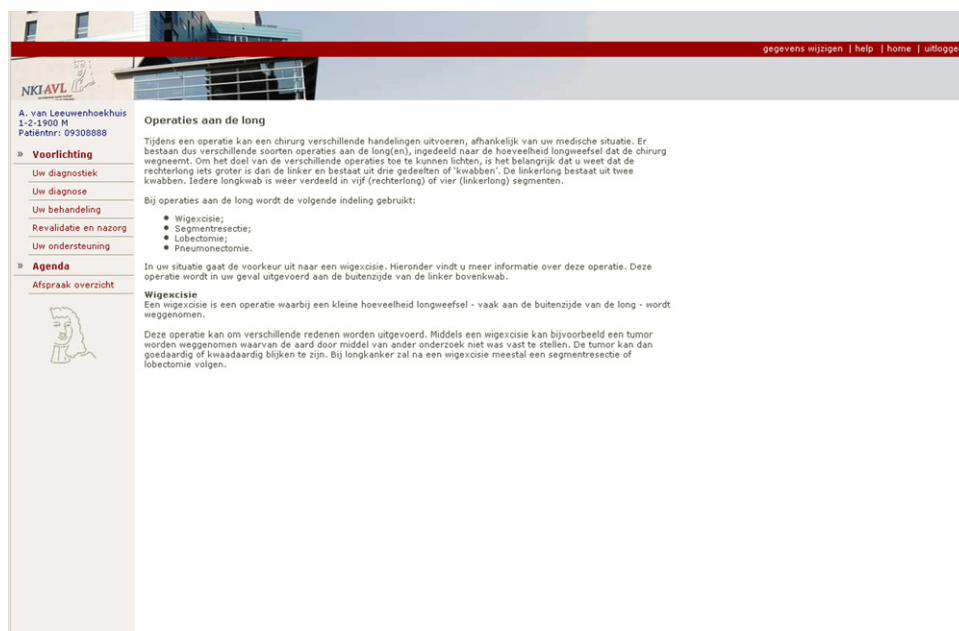 gegevens wijzigen | help | home | uitlogge
NKI AVL
A. van Leeuwenhoekhuis
1-2-1900 M
Patiëntnr: 09308888
» Voorlichting
Uw diagnostiek
Uw diagnose
Uw behandeling
Revalidatie en nazorg
Uw ondersteuning
» Agenda
Afspraak overzicht
Operaties aan de long
Tijdens een operatie kan een chirurg verschillende handelingen uitvoeren, afhankelijk van uw medische situatie. Er
bestaan dus verschillende soorten operaties aan de long(en), ingedeeld naar de hoeveelheid longweefsel dat de chirurg
wegneemt. Om het doel van de verschillende operaties toe te kunnen lichten, is het belangrijk dat u weet dat de
rechterlong iets groter is dan de linker en bestaat uit drie gedeelten of 'kwabben'. De linkerlong bestaat uit twee
kwabben. Iedere longkwab is weer verdeeld in vijf (rechterlong) of vier (linkerlong) segmenten.
Bij operaties aan de long wordt de volgende indeling gebruikt:
• Wigexcisie;
• Segmentresectie;
• Lobectomie;
• Pneumonectomie.
In uw situatie gaat de voorkeur uit naar een wigexcisie. Hieronder vindt u meer informatie over deze operatie. Deze
operatie wordt in uw geval uitgevoerd aan de buitenzijde van de linker bovenkwab.
Wigexcisie
Een wigexcisie is een operatie waarbij een kleine hoeveelheid longweefsel - vaak aan de buitenzijde van de long - wordt
weggenomen.
Deze operatie kan om verschillende redenen worden uitgevoerd. Middels een wigexcisie kan bijvoorbeeld een tumor
worden weggenomen waarvan de aard door middel van ander onderzoek niet was vast te stellen. De tumor kan dan
goedaardig of kwaadaardig blijken te zijn. Bij longkanker zal na een wigexcisie meestal een segmentresectie of
lobectomie volgen.